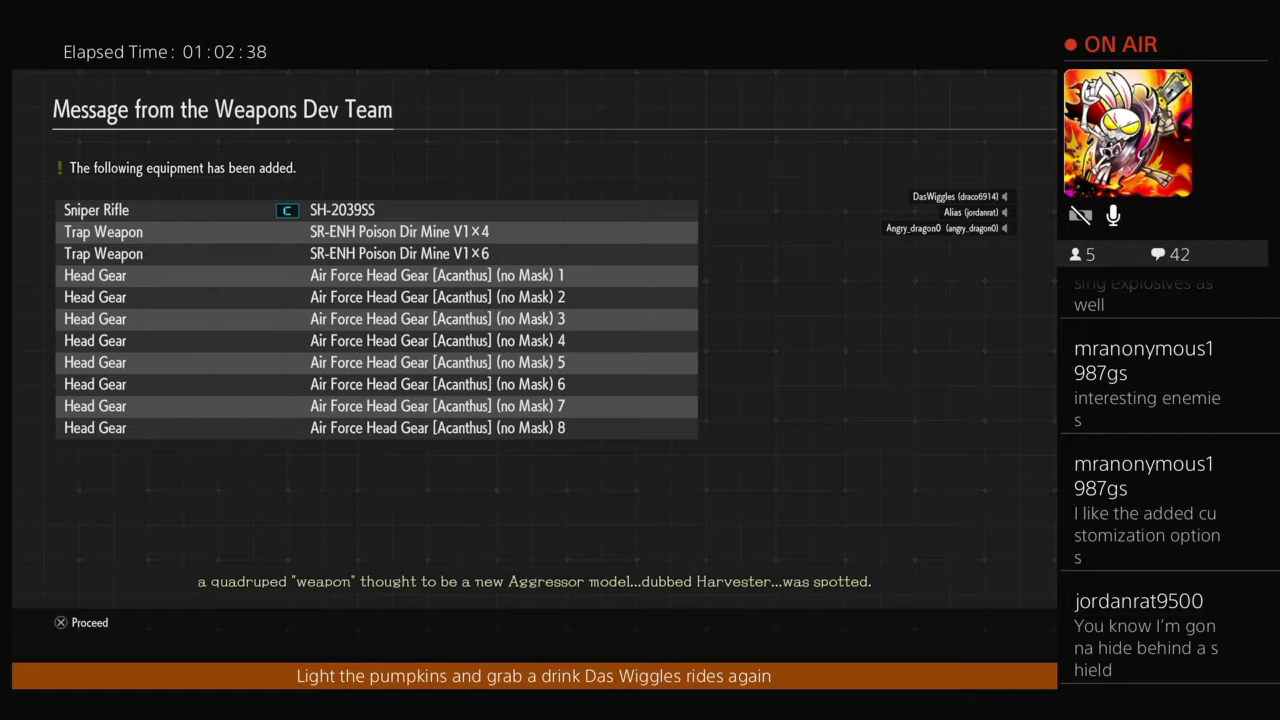 Elapsed Time: 01:02:38
ON AIR
Message from the Weapons Dev Team
! The following equipment has been added.
Sniper Rifle C SH-2039SS
Trap Weapon SR-ENH Poison Dir Mine V1×4
Trap Weapon SR-ENH Poison Dir Mine V1×6
Head Gear Air Force Head Gear [Acanthus] (no Mask) 1
Head Gear Air Force Head Gear [Acanthus] (no Mask) 2
Head Gear Air Force Head Gear [Acanthus] (no Mask) 3
Head Gear Air Force Head Gear [Acanthus] (no Mask) 4
Head Gear Air Force Head Gear [Acanthus] (no Mask) 5
Head Gear Air Force Head Gear [Acanthus] (no Mask) 6
Head Gear Air Force Head Gear [Acanthus] (no Mask) 7
Head Gear Air Force Head Gear [Acanthus] (no Mask) 8
DasWiggles (draco6914)
Alias (jordanrat)
Angry_dragon0 (angry_dragon0)
a quadruped "weapon" thought to be a new Aggressor model...dubbed Harvester...was spotted.
Proceed
Light the pumpkins and grab a drink Das Wiggles rides again
5 42
sing explosives as
well
mranonymous1
987gs
interesting enemie
s
mranonymous1
987gs
I like the added cu
stomization option
s
jordanrat9500
You know I'm gon
na hide behind a s
hield